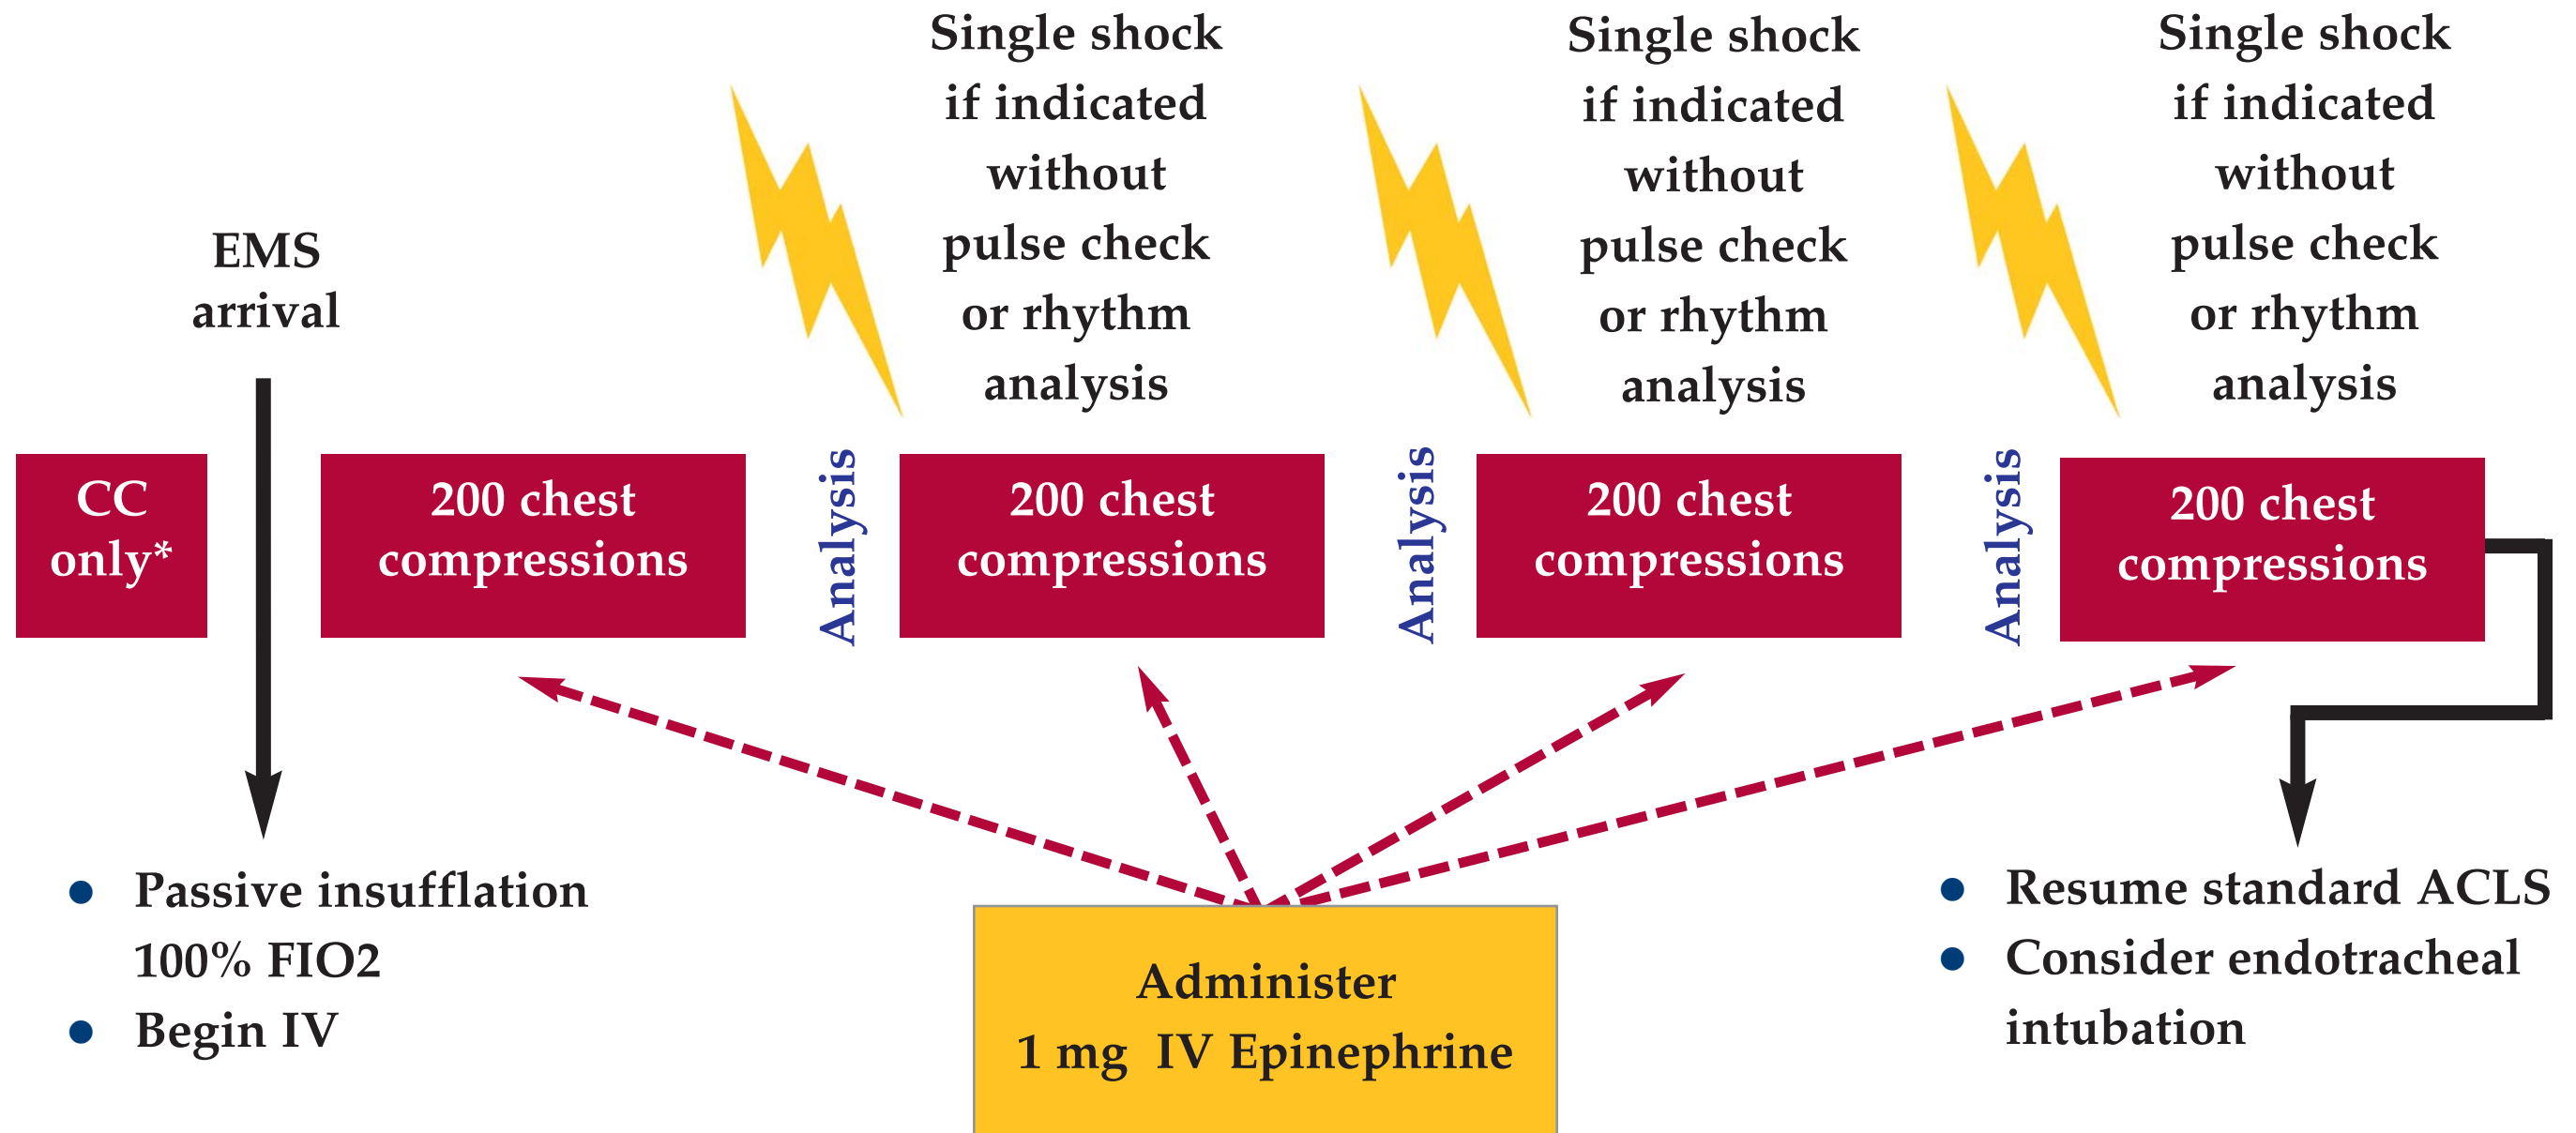 EMS
arrival
Single shock
if indicated
without
pulse check
or rhythm
analysis
Single shock
if indicated
without
pulse check
or rhythm
analysis
Single shock
if indicated
without
pulse check
or rhythm
analysis
CC
only*
200 chest
compressions
Analysis
200 chest
compressions
Analysis
200 chest
compressions
Analysis
200 chest
compressions
• Passive insufflation
100% FIO2
• Begin IV
Administer
1 mg IV Epinephrine
• Resume standard ACLS
• Consider endotracheal
intubation